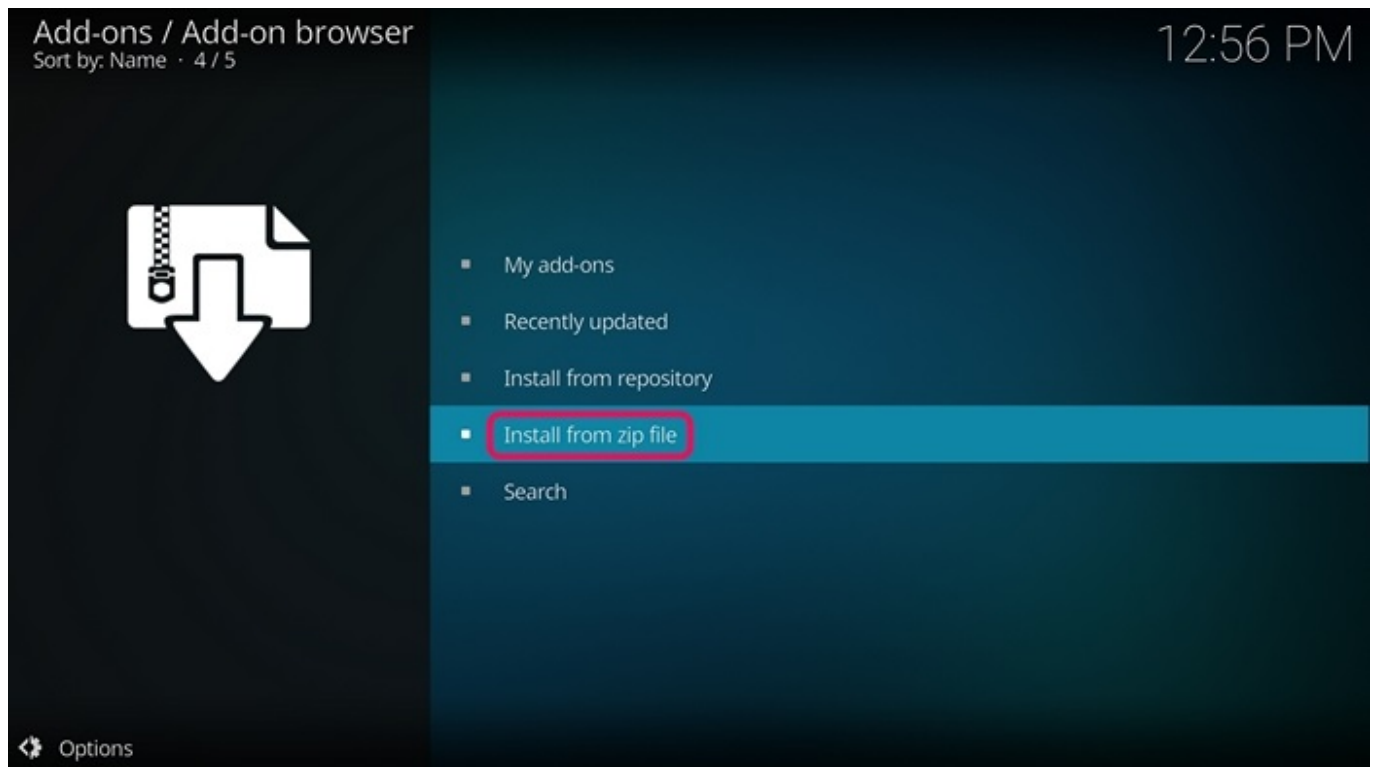 Add-ons / Add-on browser
Sort by: Name · 4 / 5
12:56 PM
My add-ons
Recently updated
Install from repository
Install from zip file
Search
Options